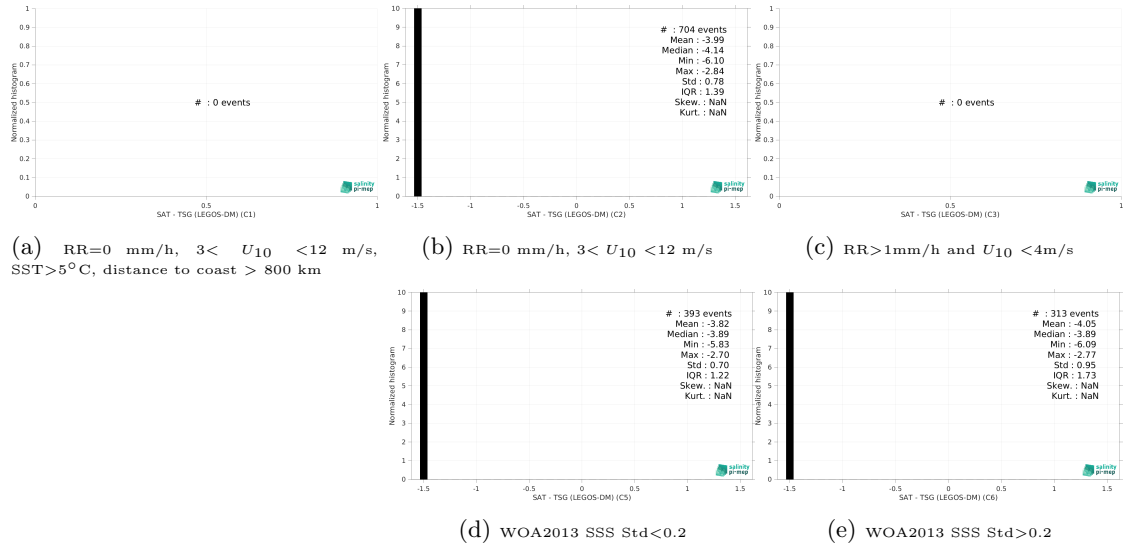 1
0.9
0.8
0.7
0.6
0.5
0.4
0.3
0.2
0.1
0
Normalized histogram
# : 0 events
salinity
pi-mep
0 0.5 1
SAT - TSG (LEGOS-DM) (C1)
(a) RR=0 mm/h, 3< U10 <12 m/s,
SST>5°C, distance to coast > 800 km
10
9
8
7
6
5
4
3
2
1
0
Normalized histogram
# : 704 events
Mean : -3.99
Median : -4.14
Min : -6.10
Max : -2.84
Std : 0.78
IQR : 1.39
Skew. : NaN
Kurt. : NaN
salinity
pi-mep
-1.5 -1 -0.5 0 0.5 1 1.5
SAT - TSG (LEGOS-DM) (C2)
(b) RR=0 mm/h, 3< U10 <12 m/s
1
0.9
0.8
0.7
0.6
0.5
0.4
0.3
0.2
0.1
0
Normalized histogram
# : 0 events
salinity
pi-mep
0 0.5 1
SAT - TSG (LEGOS-DM) (C3)
(c) RR>1mm/h and U10 <4m/s
10
9
8
7
6
5
4
3
2
1
0
Normalized histogram
# : 393 events
Mean : -3.82
Median : -3.89
Min : -5.83
Max : -2.70
Std : 0.70
IQR : 1.22
Skew. : NaN
Kurt. : NaN
salinity
pi-mep
-1.5 -1 -0.5 0 0.5 1 1.5
SAT - TSG (LEGOS-DM) (C5)
(d) WOA2013 SSS Std<0.2
10
9
8
7
6
5
4
3
2
1
0
Normalized histogram
# : 313 events
Mean : -4.05
Median : -3.89
Min : -6.09
Max : -2.77
Std : 0.95
IQR : 1.73
Skew. : NaN
Kurt. : NaN
salinity
pi-mep
-1.5 -1 -0.5 0 0.5 1 1.5
SAT - TSG (LEGOS-DM) (C6)
(e) WOA2013 SSS Std>0.2